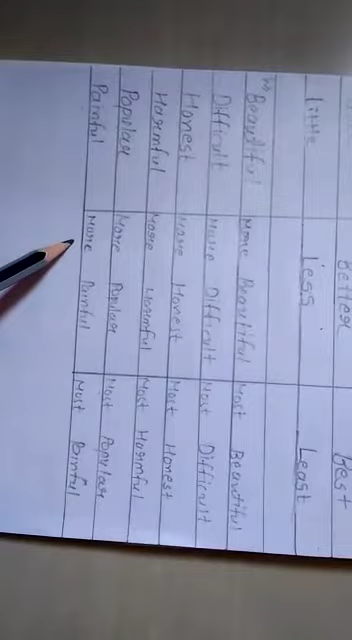 Better Best
Little Less Least
Beautiful More Beautiful Most Beautiful
Difficult More Difficult Most Difficult
Honest More Honest Most Honest
Harmful More Harmful Most Harmful
Popular More Popular Most Popular
Painful More Painful Most Painful